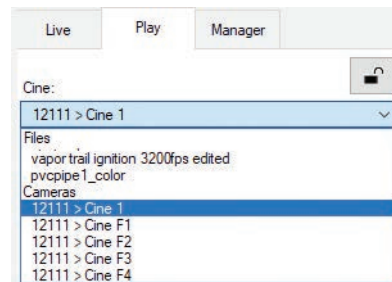 Live Play Manager
Cine:
12111 > Cine 1
Files
vapor trail ignition 3200fps edited
pvcpipe1_color
Cameras
12111 > Cine 1
12111 > Cine F1
12111 > Cine F2
12111 > Cine F3
12111 > Cine F4